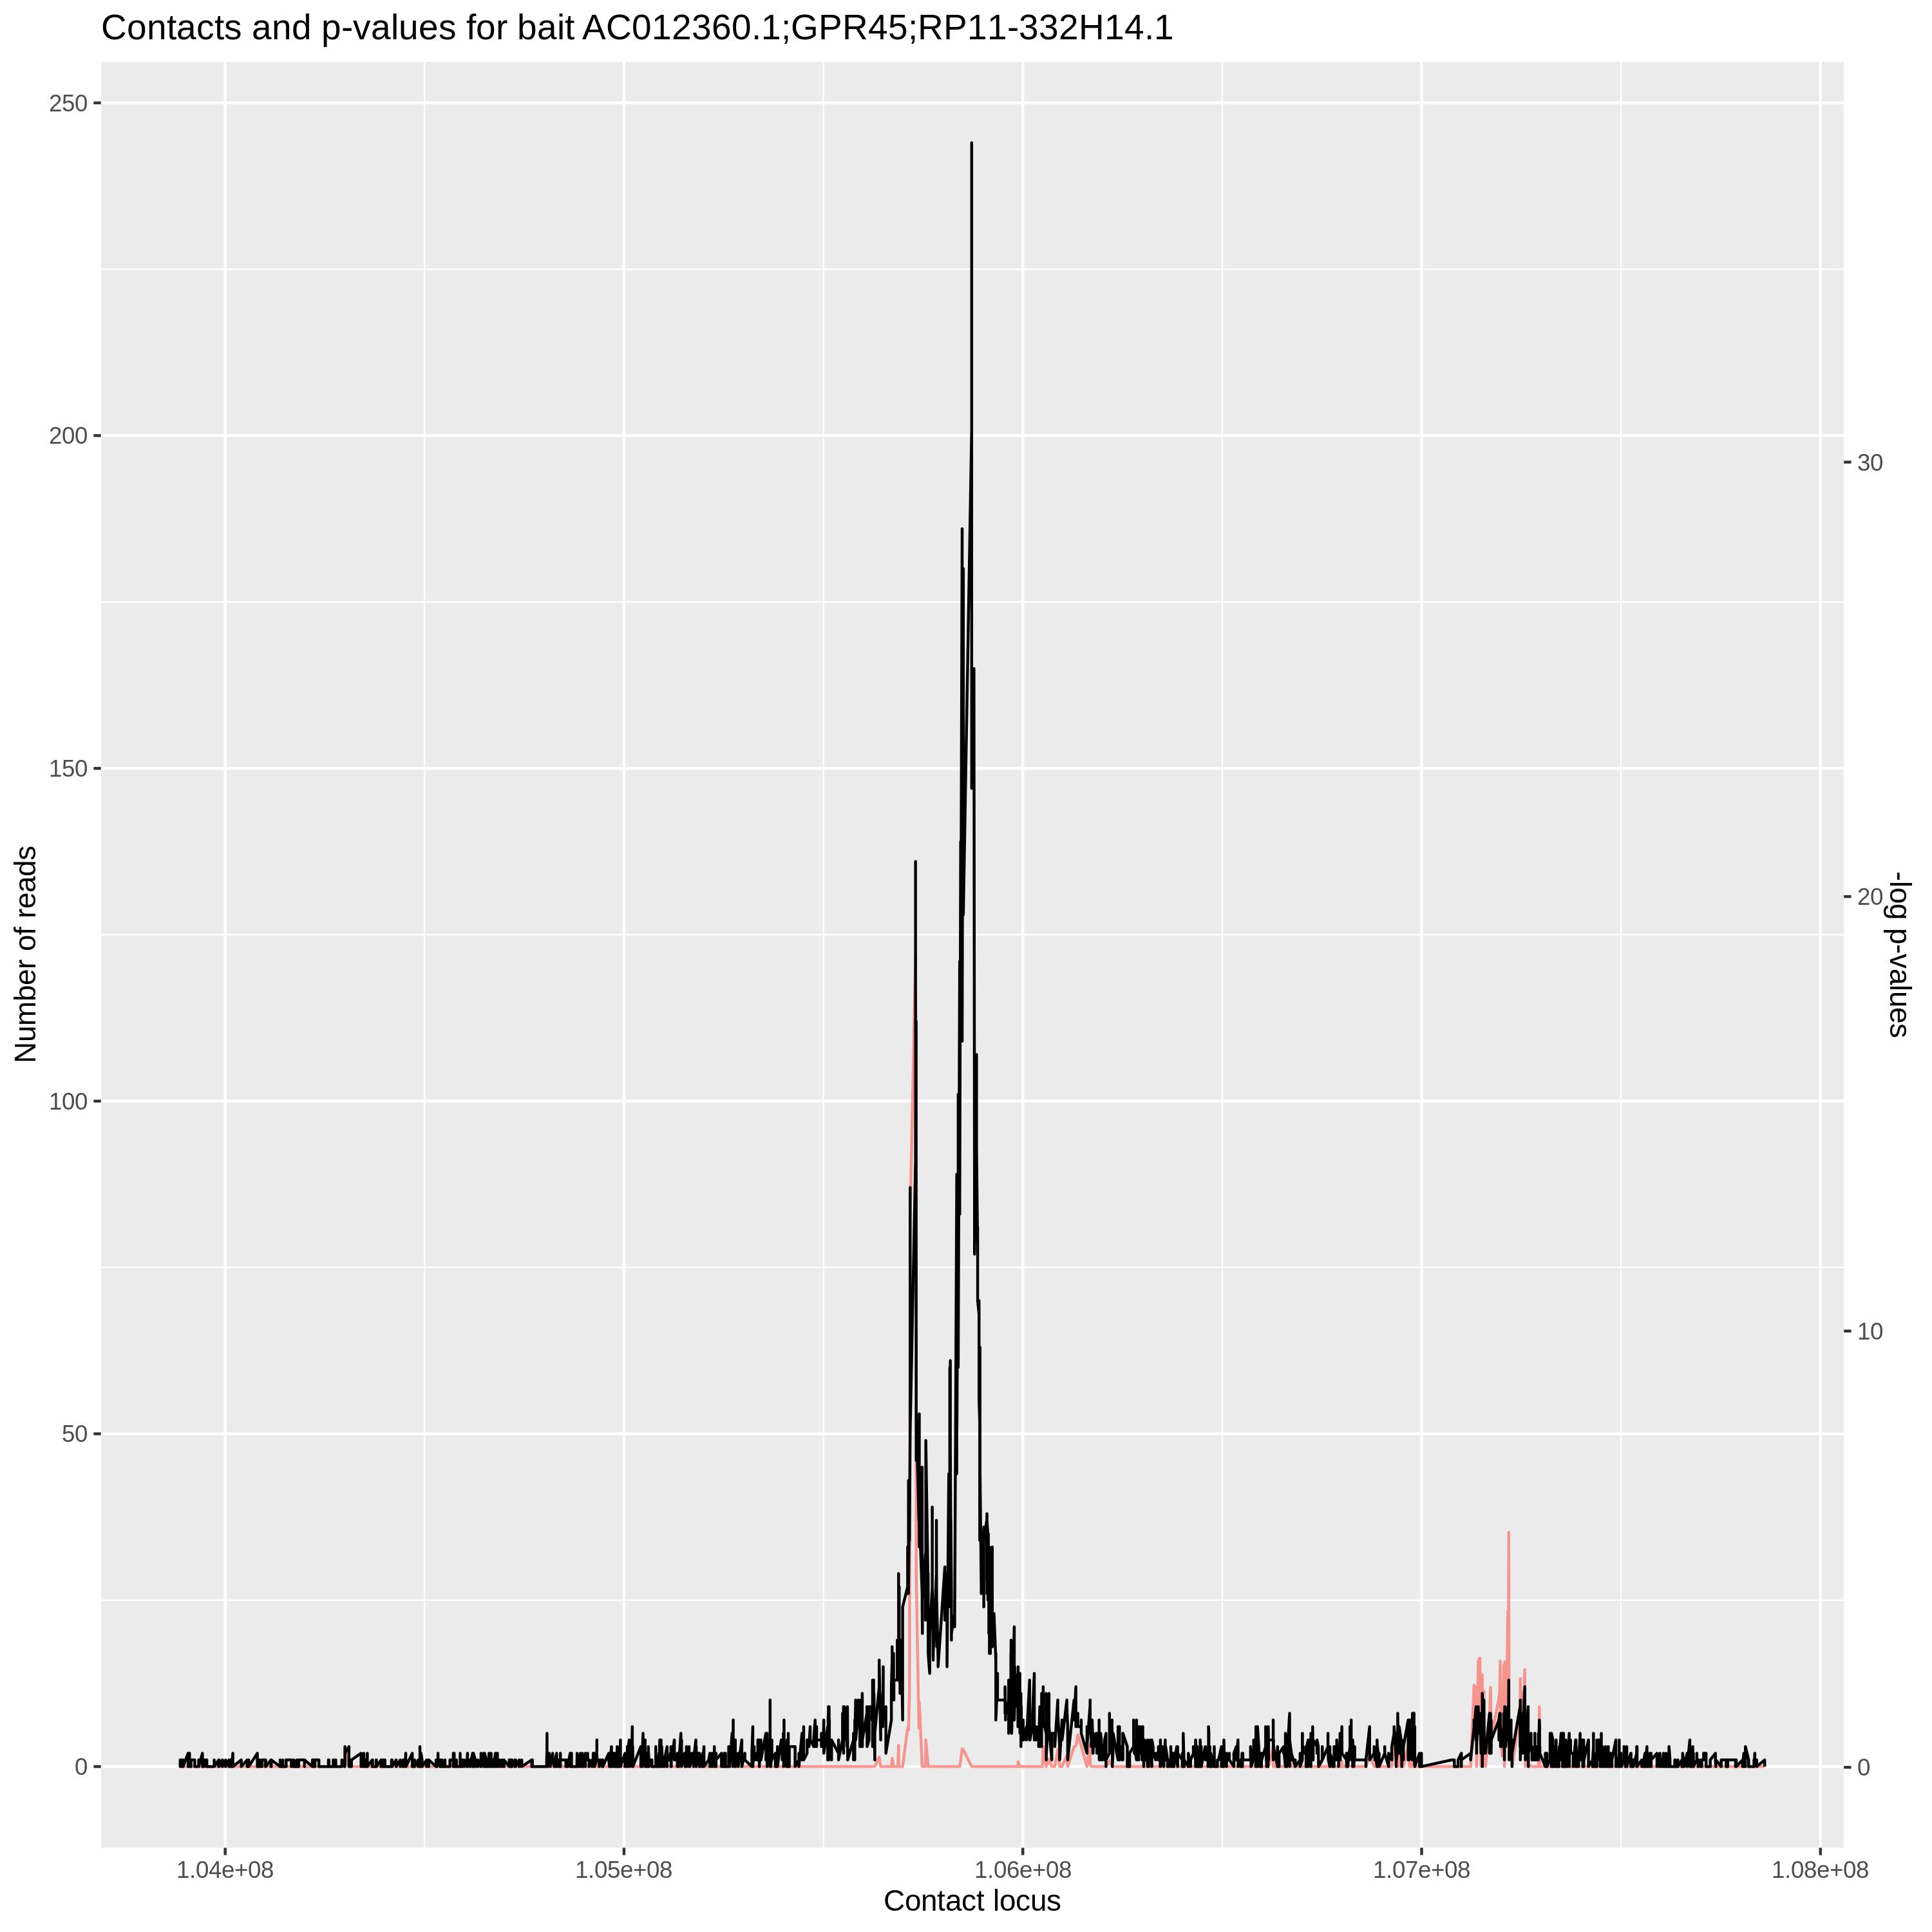 Contacts and p-values for bait AC012360.1;GPR45;RP11-332H14.1
250
200
150
100
50
0
Number of reads
30
20
10
0
-log p-values
1.04e+08
1.05e+08
1.06e+08
1.07e+08
1.08e+08
Contact locus